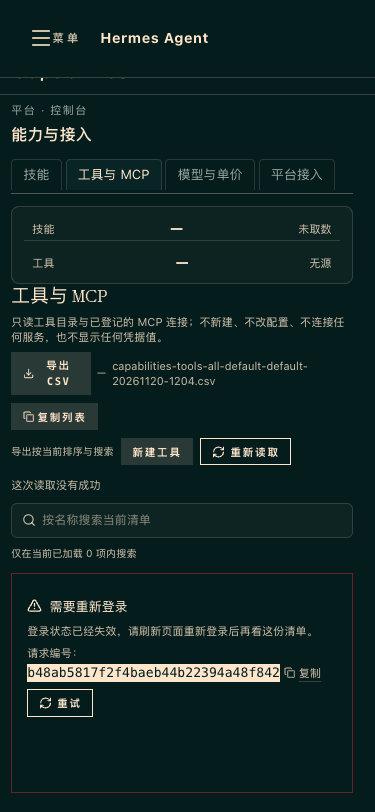 菜单 Hermes Agent
平台 · 控制台
能力与接入
技能 工具与 MCP 模型与单价 平台接入
技能 — 未取数
工具 — 无源
工具与 MCP
只读工具目录与已登记的 MCP 连接；不新建、不改配置、不连接任
何服务，也不显示任何凭据值。
导出
CSV
— capabilities-tools-all-default-default-
20261120-1204.csv
复制列表
导出按当前排序与搜索 新建工具 重新读取
这次读取没有成功
按名称搜索当前清单
仅在当前已加载 0 项内搜索
需要重新登录
登录状态已经失效，请刷新页面重新登录后再看这份清单。
请求编号：
b48ab5817f2f4baeb44b22394a48f842 复制
重试